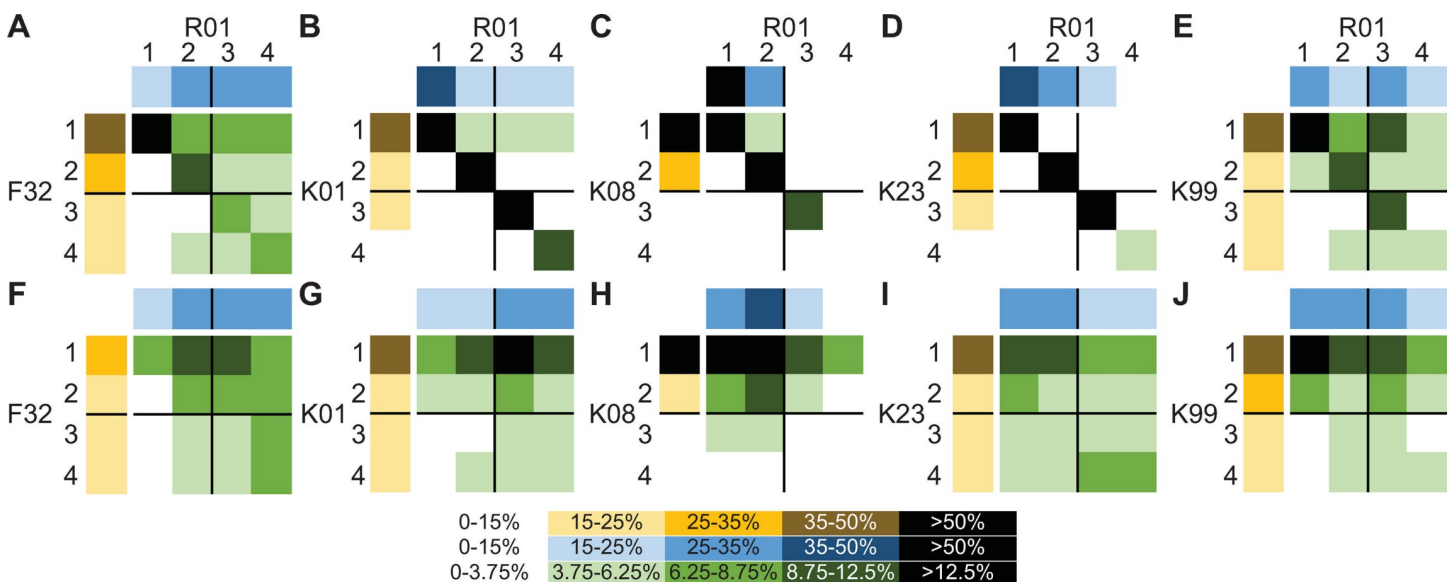 A B C D E
R01 R01 R01 R01 R01
1 2 3 4 1 2 3 4 1 2 3 4 1 2 3 4 1 2 3 4
1 1 1 1 1
2 2 2 2 2
F32 K01 K08 K23 K99
3 3 3 3 3
4 4 4 4 4
F G H I J
1 1 1 1 1
2 2 2 2 2
F32 K01 K08 K23 K99
3 3 3 3 3
4 4 4 4 4
0-15% 15-25% 25-35% 35-50% >50%
0-15% 15-25% 25-35% 35-50% >50%
0-3.75% 3.75-6.25% 6.25-8.75% 8.75-12.5% >12.5%